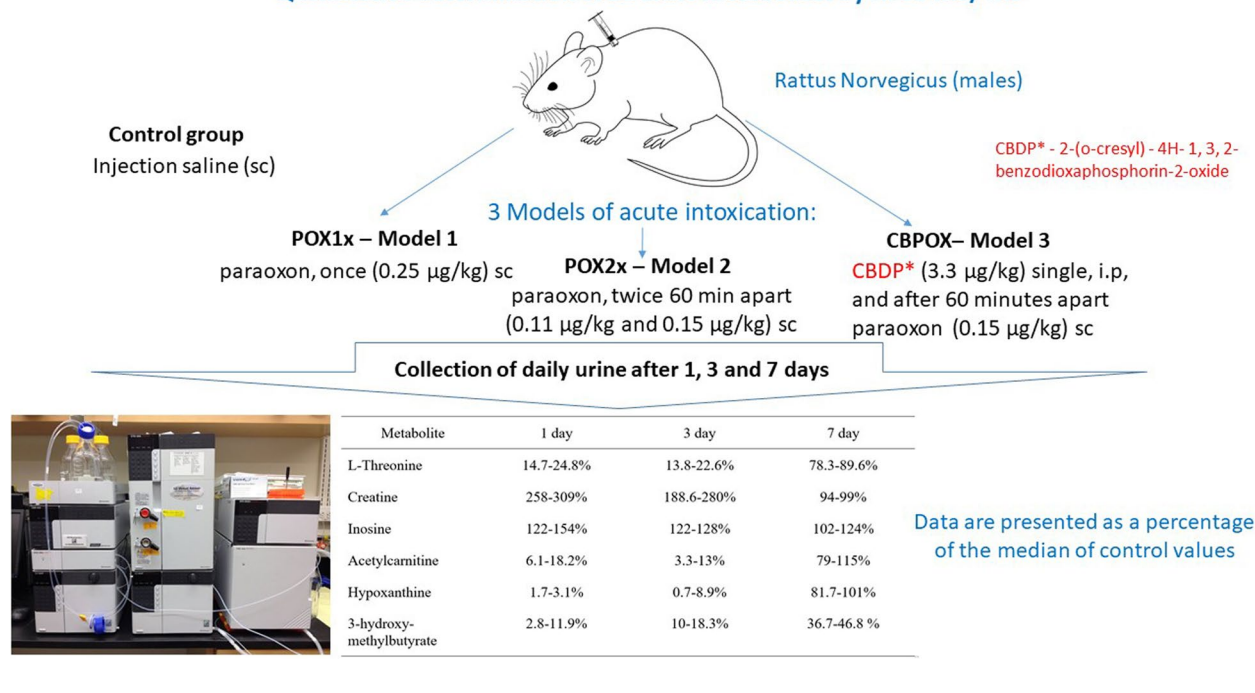 Rattus Norvegicus (males)
Control group
Injection saline (sc)
CBDP* - 2-(o-cresyl) - 4H- 1, 3, 2-
benzodioxaphosphorin-2-oxide
3 Models of acute intoxication:
POX1x – Model 1
paraoxon, once (0.25 µg/kg) sc
POX2x – Model 2
paraoxon, twice 60 min apart
(0.11 µg/kg and 0.15 µg/kg) sc
CBPOX– Model 3
CBDP* (3.3 µg/kg) single, i.p,
and after 60 minutes apart
paraoxon (0.15 µg/kg) sc
Collection of daily urine after 1, 3 and 7 days
Metabolite 1 day 3 day 7 day
L-Threonine 14.7-24.8% 13.8-22.6% 78.3-89.6%
Creatine 258-309% 188.6-280% 94-99%
Inosine 122-154% 122-128% 102-124%
Acetylcarnitine 6.1-18.2% 3.3-13% 79-115%
Hypoxanthine 1.7-3.1% 0.7-8.9% 81.7-101%
3-hydroxy- 2.8-11.9% 10-18.3% 36.7-46.8 %
methylbutyrate
Data are presented as a percentage
of the median of control values